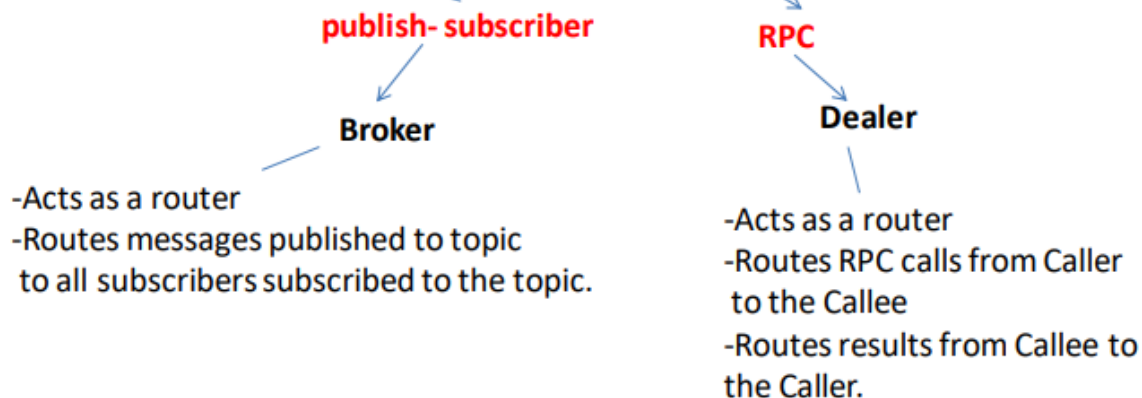 publish- subscriber
RPC
Broker
Dealer
-Acts as a router
-Routes messages published to topic
to all subscribers subscribed to the topic.
-Acts as a router
-Routes RPC calls from Caller
to the Callee
-Routes results from Callee to
the Caller.